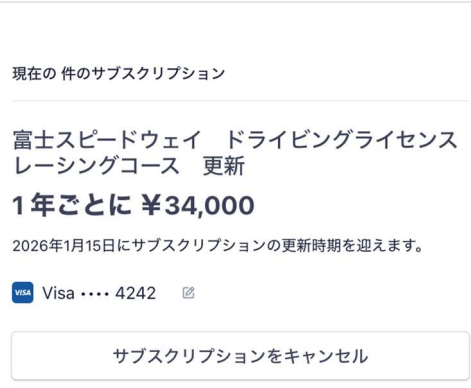 現在の 件のサブスクリプション
富士スピードウェイ　ドライビングライセンス
レーシングコース　更新
1 年ごとに ￥34,000
2026年1月15日にサブスクリプションの更新時期を迎えます。
VISA Visa •••• 4242
サブスクリプションをキャンセル